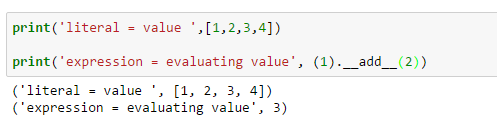 print('literal = value ',[1,2,3,4])
print('expression = evaluating value', (1).__add__(2))
('literal = value ', [1, 2, 3, 4])
('expression = evaluating value', 3)